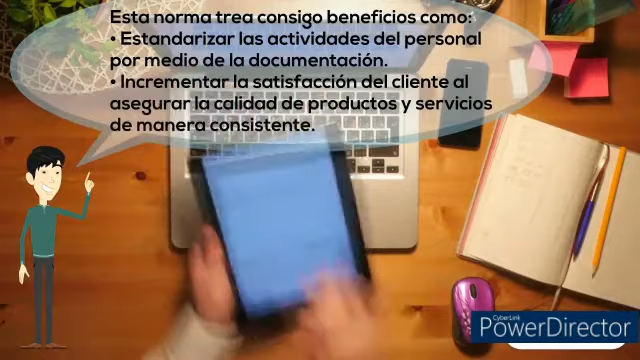 Esta norma trea consigo beneficios como:
• Estandarizar las actividades del personal
por medio de la documentación.
• Incrementar la satisfacción del cliente al
asegurar la calidad de productos y servicios
de manera consistente.
CyberLink
PowerDirector